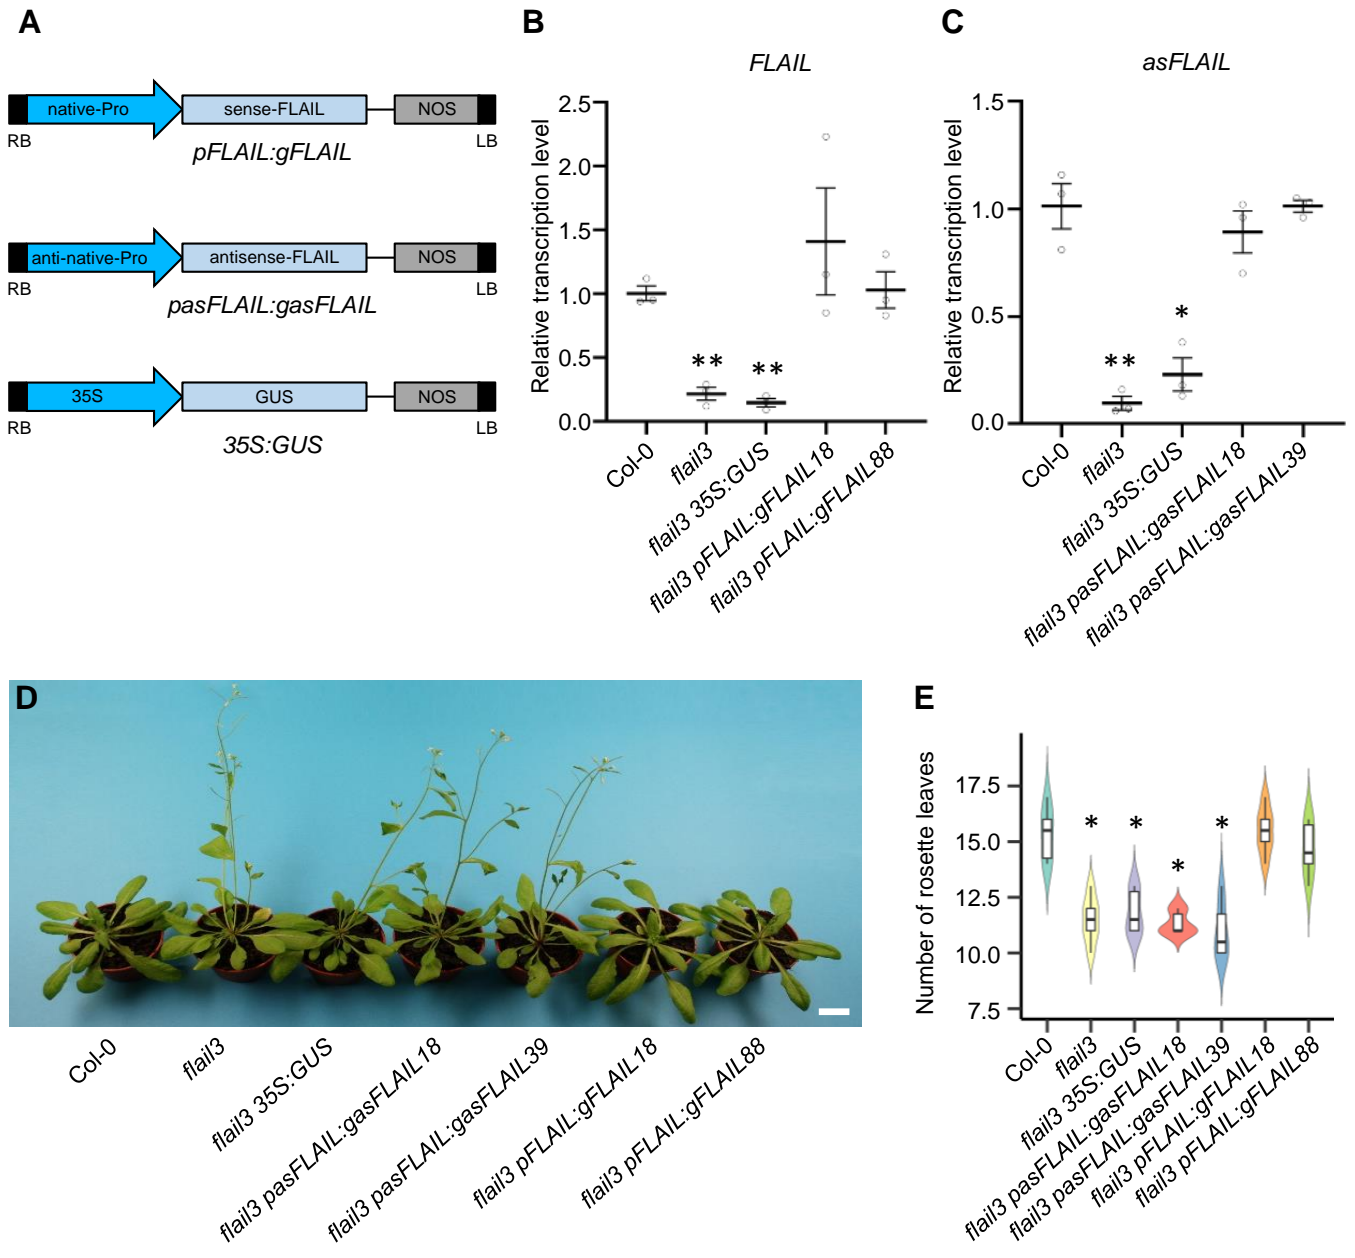 A
native-Pro
sense-FLAIL
NOS
RB
LB
pFLAIL:gFLAIL
anti-native-Pro
antisense-FLAIL
NOS
RB
LB
pasFLAIL:gasFLAIL
35S
GUS
NOS
RB
LB
35S:GUS
B
FLAIL
Relative transcription level
2.5
2.0
1.5
1.0
0.5
0.0
**
**
Col-0
flail3
flail3 35S:GUS
flail3 pFLAIL:gFLAIL18
flail3 pFLAIL:gFLAIL88
C
asFLAIL
Relative transcription level
1.5
1.0
0.5
0.0
**
*
Col-0
flail3
flail3 35S:GUS
flail3 pasFLAIL:gasFLAIL18
flail3 pasFLAIL:gasFLAIL39
D
Col-0
flail3
flail3 35S:GUS
flail3 pasFLAIL:gasFLAIL18
flail3 pasFLAIL:gasFLAIL39
flail3 pFLAIL:gFLAIL18
flail3 pFLAIL:gFLAIL88
E
Number of rosette leaves
17.5
15.0
12.5
10.0
7.5
*
*
*
*
Col-0
flail3
flail3 35S:GUS
flail3 pasFLAIL:gasFLAIL18
flail3 pasFLAIL:gasFLAIL39
flail3 pFLAIL:gFLAIL18
flail3 pFLAIL:gFLAIL88